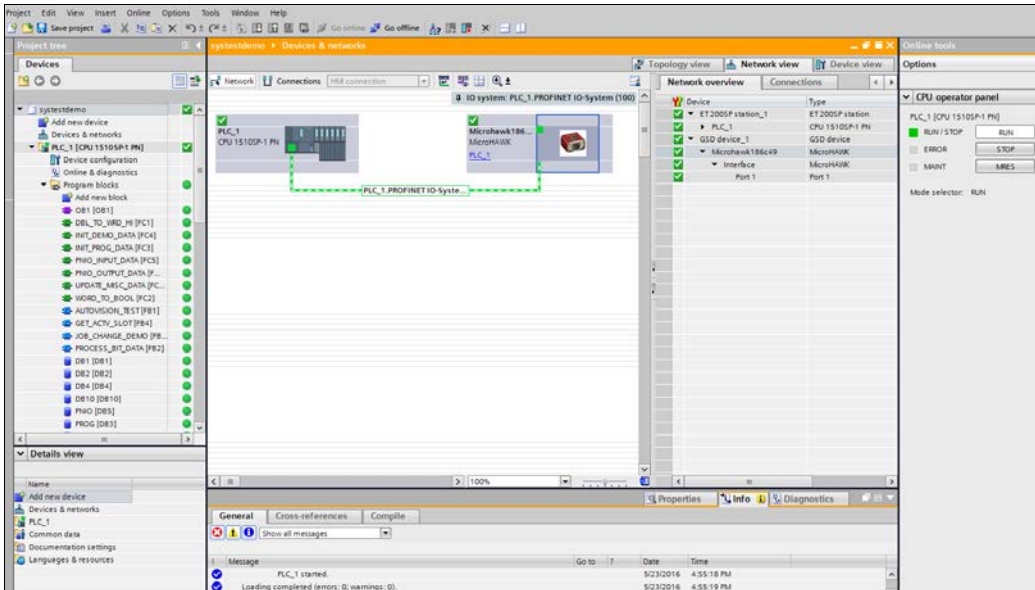 Project Edit View Insert Online Options Tools Window Help
Save project Go online Go offline
Project tree
Devices
systestdemo
Add new device
Devices & networks
PLC_1 [CPU 1510SP-1 PN]
Device configuration
Online & diagnostics
Program blocks
Add new block
OB1 [OB1]
DBL_TO_WRD_HI [FC1]
INIT_DEMO_DATA [FC4]
INIT_PROG_DATA [FC3]
PNIO_INPUT_DATA [FC5]
PNIO_OUTPUT_DATA [F...
UPDATE_MISC_DATA [FC...
WORD_TO_BOOL [FC2]
AUTOVISION_TEST [FB1]
GET_ACTV_SLOT [FB4]
JOB_CHANGE_DEMO [FB...
PROCESS_BIT_DATA [FB2]
DB1 [DB1]
DB2 [DB2]
DB4 [DB4]
DB10 [DB10]
PNIO [DB5]
PROG [DB3]
Details view
Name
Add new device
Devices & networks
PLC_1
Common data
Documentation settings
Languages & resources
systestdemo Devices & networks
Topology view Network view Device view
Network Connections HMI connection
IO system: PLC_1.PROFINET IO-System (100)
PLC_1
CPU 1510SP-1 PN
Microhawk186...
MicroHAWK
PLC_1
PLC_1.PROFINET IO-Syste...
100%
Network overview Connections
Device Type
ET 200SP station_1 ET 200SP station
PLC_1 CPU 1510SP-1 PN
GSD device_1 GSD device
Microhawk186c49 MicroHAWK
Interface MicroHAWK
Port 1 Port 1
Properties Info Diagnostics
General Cross-references Compile
Show all messages
! Message Go to ? Date Time
PLC_1 started. 5/23/2016 4:55:18 PM
Loading completed (errors: 0; warnings: 0). 5/23/2016 4:55:19 PM
Online tools
Options
CPU operator panel
PLC_1 [CPU 1510SP-1 PN]
RUN / STOP RUN
ERROR STOP
MAINT MRES
Mode selector: RUN